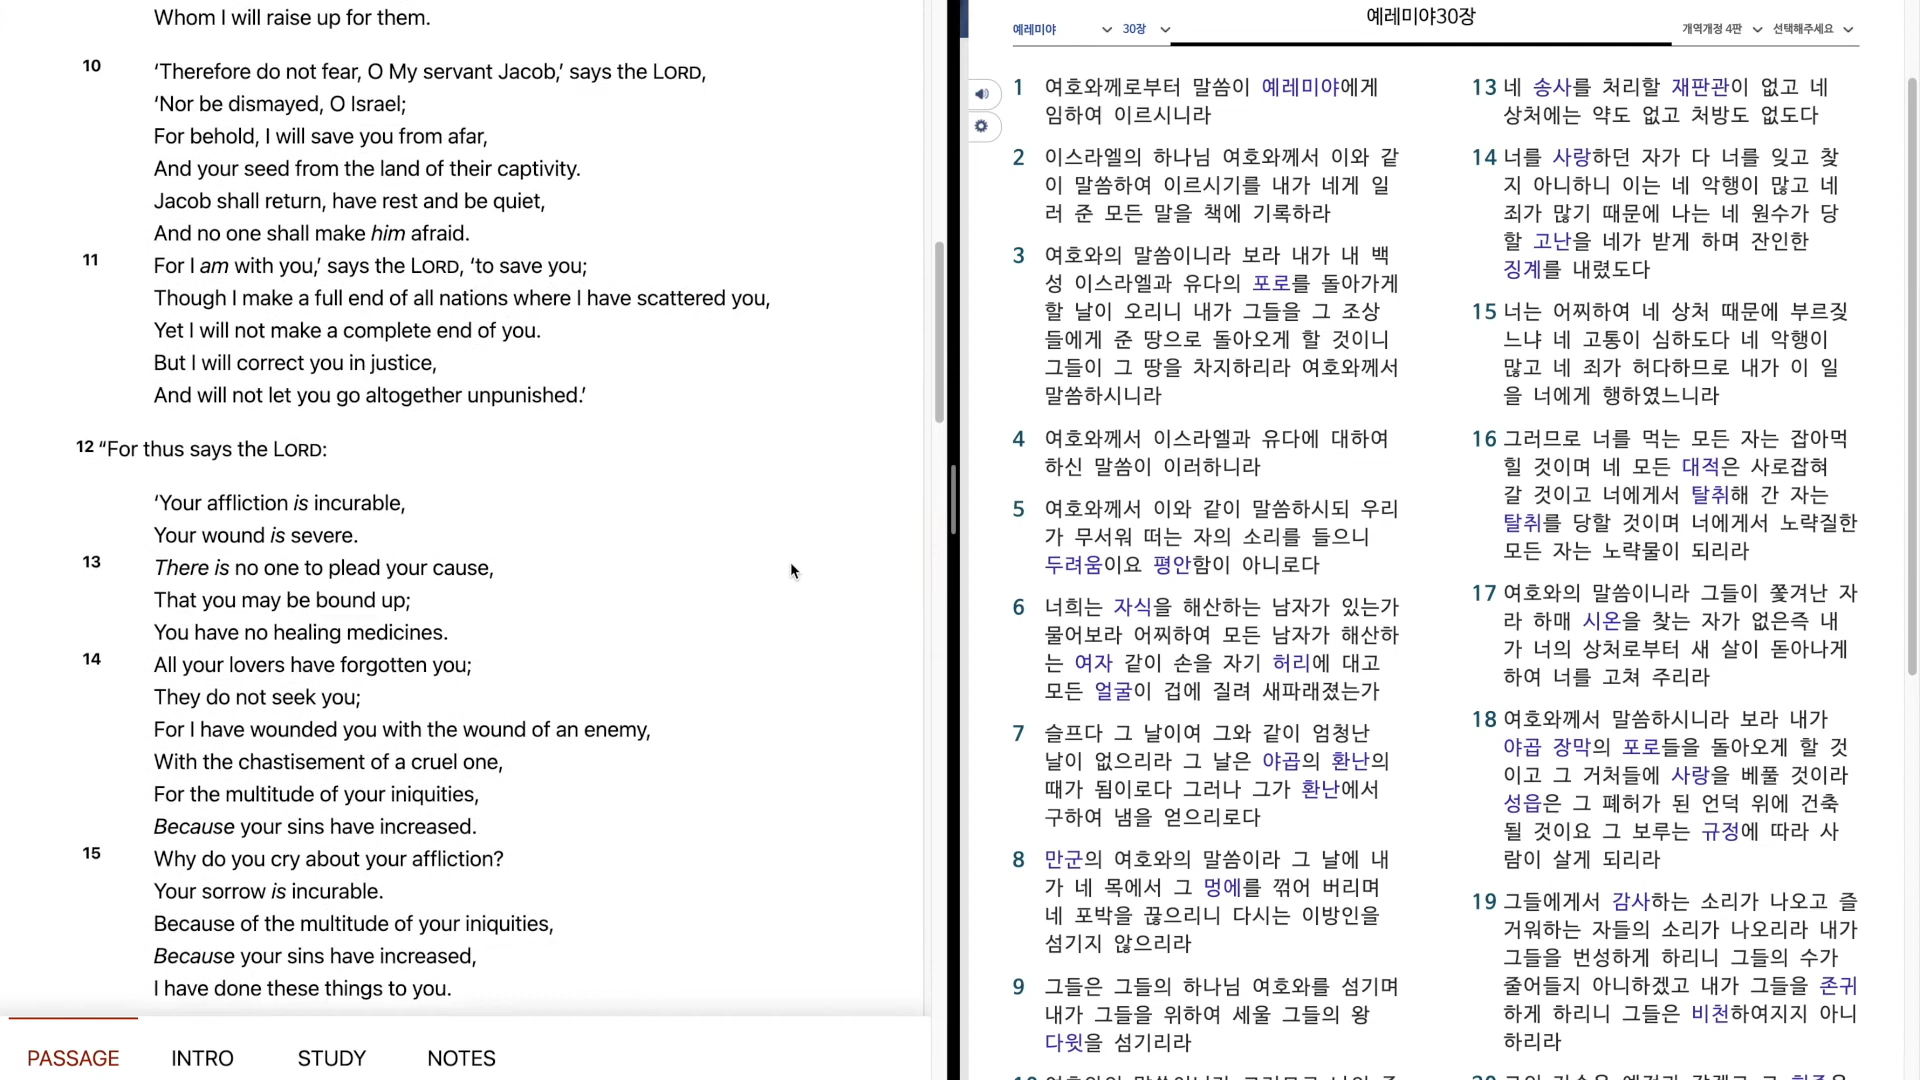 Whom I will raise up for them.
10 ‘Therefore do not fear, O My servant Jacob,’ says the LORD,
‘Nor be dismayed, O Israel;
For behold, I will save you from afar,
And your seed from the land of their captivity.
Jacob shall return, have rest and be quiet,
And no one shall make him afraid.
11 For I am with you,’ says the LORD, ‘to save you;
Though I make a full end of all nations where I have scattered you,
Yet I will not make a complete end of you.
But I will correct you in justice,
And will not let you go altogether unpunished.’
12 “For thus says the LORD:
‘Your affliction is incurable,
Your wound is severe.
13 There is no one to plead your cause,
That you may be bound up;
You have no healing medicines.
14 All your lovers have forgotten you;
They do not seek you;
For I have wounded you with the wound of an enemy,
With the chastisement of a cruel one,
For the multitude of your iniquities,
Because your sins have increased.
15 Why do you cry about your affliction?
Your sorrow is incurable.
Because of the multitude of your iniquities,
Because your sins have increased,
I have done these things to you.
PASSAGE INTRO STUDY NOTES
예레미야30장
예레미야 30장 개역개정 4판 선택해주세요
1 여호와께로부터 말씀이 예레미야에게
임하여 이르시니라
2 이스라엘의 하나님 여호와께서 이와 같
이 말씀하여 이르시기를 내가 네게 일
러 준 모든 말을 책에 기록하라
3 여호와의 말씀이니라 보라 내가 내 백
성 이스라엘과 유다의 포로를 돌아가게
할 날이 오리니 내가 그들을 그 조상
들에게 준 땅으로 돌아오게 할 것이니
그들이 그 땅을 차지하리라 여호와께서
말씀하시니라
4 여호와께서 이스라엘과 유다에 대하여
하신 말씀이 이러하니라
5 여호와께서 이와 같이 말씀하시되 우리
가 무서워 떠는 자의 소리를 들으니
두려움이요 평안함이 아니로다
6 너희는 자식을 해산하는 남자가 있는가
물어보라 어찌하여 모든 남자가 해산하
는 여자 같이 손을 자기 허리에 대고
모든 얼굴이 겁에 질려 새파래졌는가
7 슬프다 그 날이여 그와 같이 엄청난
날이 없으리라 그 날은 야곱의 환난의
때가 됨이로다 그러나 그가 환난에서
구하여 냄을 얻으리로다
8 만군의 여호와의 말씀이라 그 날에 내
가 네 목에서 그 멍에를 꺾어 버리며
네 포박을 끊으리니 다시는 이방인을
섬기지 않으리라
9 그들은 그들의 하나님 여호와를 섬기며
내가 그들을 위하여 세울 그들의 왕
다윗을 섬기리라
13 네 송사를 처리할 재판관이 없고 네
상처에는 약도 없고 처방도 없도다
14 너를 사랑하던 자가 다 너를 잊고 찾
지 아니하니 이는 네 악행이 많고 네
죄가 많기 때문에 나는 네 원수가 당
할 고난을 네가 받게 하며 잔인한
징계를 내렸도다
15 너는 어찌하여 네 상처 때문에 부르짖
느냐 네 고통이 심하도다 네 악행이
많고 네 죄가 허다하므로 내가 이 일
을 너에게 행하였느니라
16 그러므로 너를 먹는 모든 자는 잡아먹
힐 것이며 네 모든 대적은 사로잡혀
갈 것이고 너에게서 탈취해 간 자는
탈취를 당할 것이며 너에게서 노략질한
모든 자는 노략물이 되리라
17 여호와의 말씀이니라 그들이 쫓겨난 자
라 하매 시온을 찾는 자가 없은즉 내
가 너의 상처로부터 새 살이 돋아나게
하여 너를 고쳐 주리라
18 여호와께서 말씀하시니라 보라 내가
야곱 장막의 포로들을 돌아오게 할 것
이고 그 거처들에 사랑을 베풀 것이라
성읍은 그 폐허가 된 언덕 위에 건축
될 것이요 그 보루는 규정에 따라 사
람이 살게 되리라
19 그들에게서 감사하는 소리가 나오고 즐
거워하는 자들의 소리가 나오리라 내가
그들을 번성하게 하리니 그들의 수가
줄어들지 아니하겠고 내가 그들을 존귀
하게 하리니 그들은 비천하여지지 아니
하리라